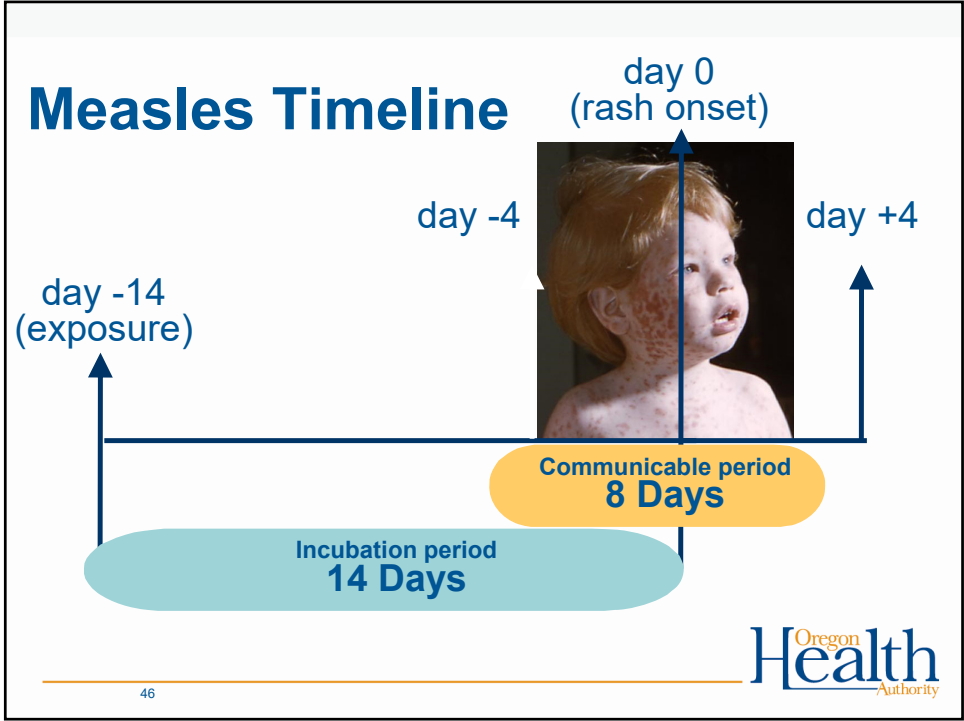 Measles Timeline
day 0
(rash onset)
day -4
day +4
day -14
(exposure)
Communicable period
8 Days
Incubation period
14 Days
Oregon
Health
Authority
46